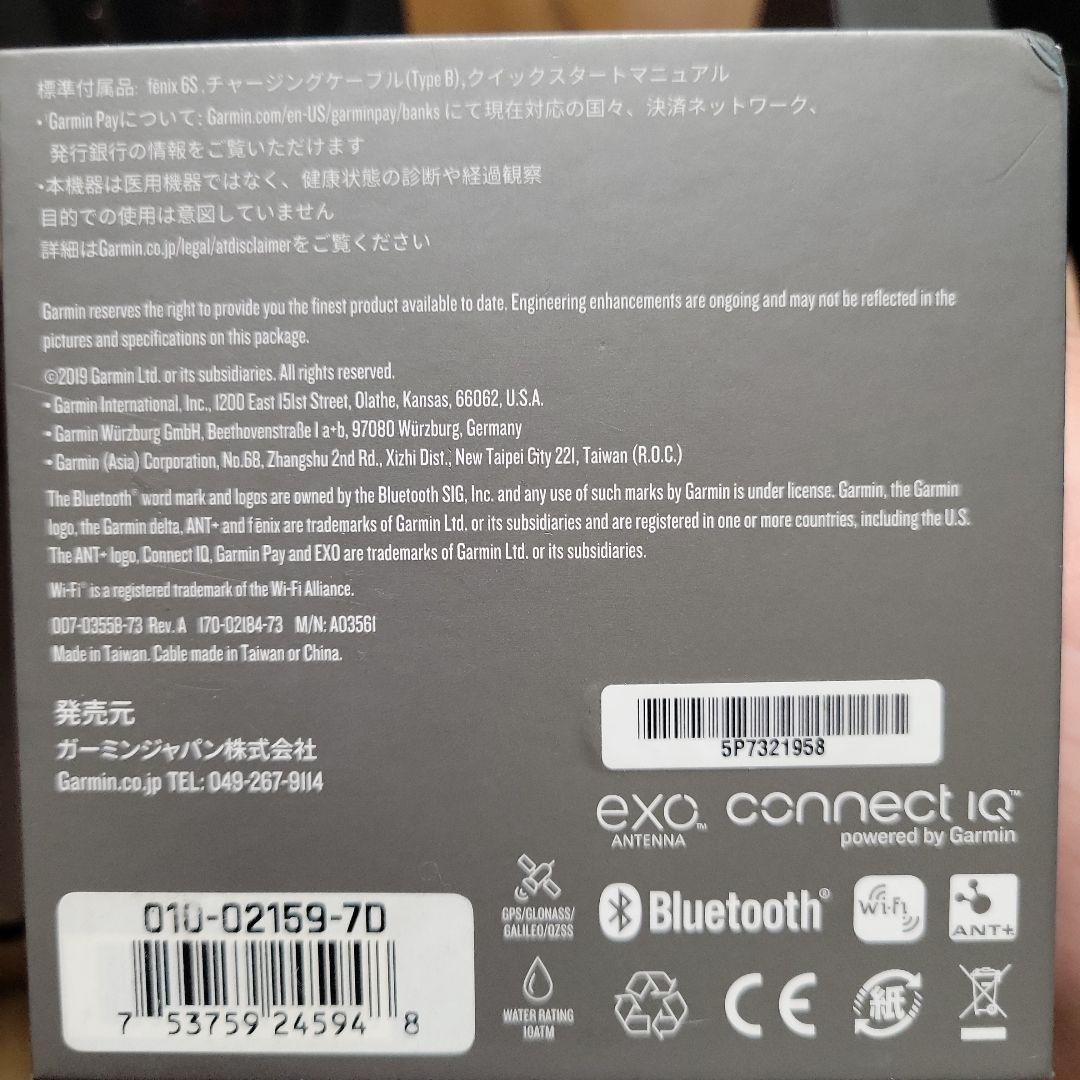 標準付属品: fēnix 6S ,チャージングケーブル(Type B),クイックスタートマニュアル
・Garmin Payについて: Garmin.com/en-US/garminpay/banks にて現在対応の国々、決済ネットワーク、
発行銀行の情報をご覧いただけます
・本機器は医用機器ではなく、健康状態の診断や経過観察
目的での使用は意図していません
詳細はGarmin.co.jp/legal/atdisclaimerをご覧ください
Garmin reserves the right to provide you the finest product available to date. Engineering enhancements are ongoing and may not be reflected in the
pictures and specifications on this package.
©2019 Garmin Ltd. or its subsidiaries. All rights reserved.
• Garmin International, Inc., 1200 East 151st Street, Olathe, Kansas, 66062, U.S.A.
• Garmin Würzburg GmbH, Beethovenstraße 1 a+b, 97080 Würzburg, Germany
• Garmin (Asia) Corporation, No.68, Zhangshu 2nd Rd., Xizhi Dist., New Taipei City 221, Taiwan (R.O.C.)
The Bluetooth® word mark and logos are owned by the Bluetooth SIG, Inc. and any use of such marks by Garmin is under license. Garmin, the Garmin
logo, the Garmin delta, ANT+ and fēnix are trademarks of Garmin Ltd. or its subsidiaries and are registered in one or more countries, including the U.S.
The ANT+ logo, Connect IQ, Garmin Pay and EXO are trademarks of Garmin Ltd. or its subsidiaries.
Wi-Fi® is a registered trademark of the Wi-Fi Alliance.
007-03558-73 Rev. A 170-02184-73 M/N: A03561
Made in Taiwan. Cable made in Taiwan or China.
発売元
ガーミンジャパン株式会社
Garmin.co.jp TEL: 049-267-9114
5P7321958
exo™
ANTENNA
connect IQ™
powered by Garmin
010-02159-7D
7 53759 24594 8
GPS/GLONASS/
GALILEO/QZSS
Bluetooth®
Wi-Fi
ANT+
WATER RATING
10ATM
CE
紙